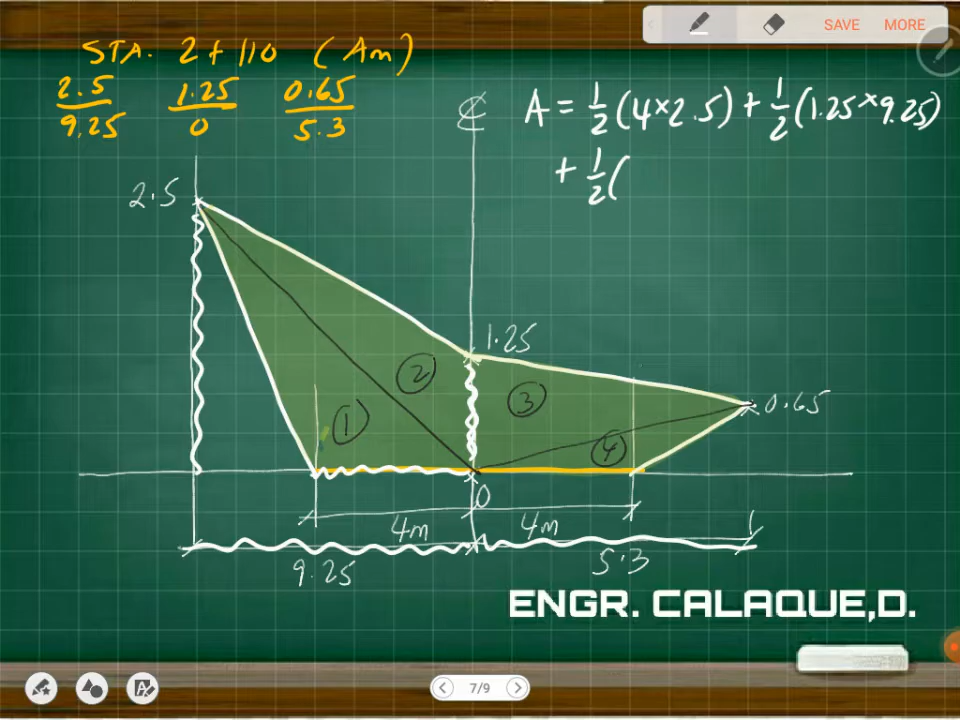 SAVE MORE
STA. 2 + 110 (Am)
2.5 1.25 0.65
9.25 0 5.3
℄ A = 1/2 (4×2.5) + 1/2 (1.25×9.25)
+ 1/2 (
2.5
1.25
2 3 0.65
1 4
0
4m 4m
9.25 5.3
ENGR. CALAQUE,D.
7/9